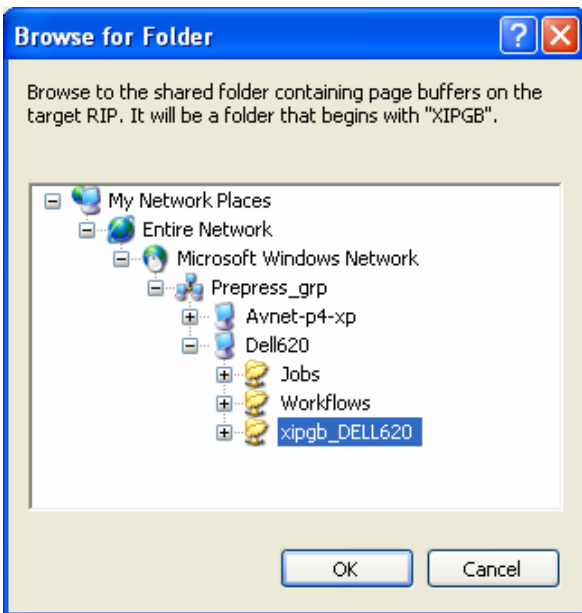 Browse for Folder
Browse to the shared folder containing page buffers on the
target RIP. It will be a folder that begins with "XIPGB".
My Network Places
Entire Network
Microsoft Windows Network
Prepress_grp
Avnet-p4-xp
Dell620
Jobs
Workflows
xipgb_DELL620
OK Cancel